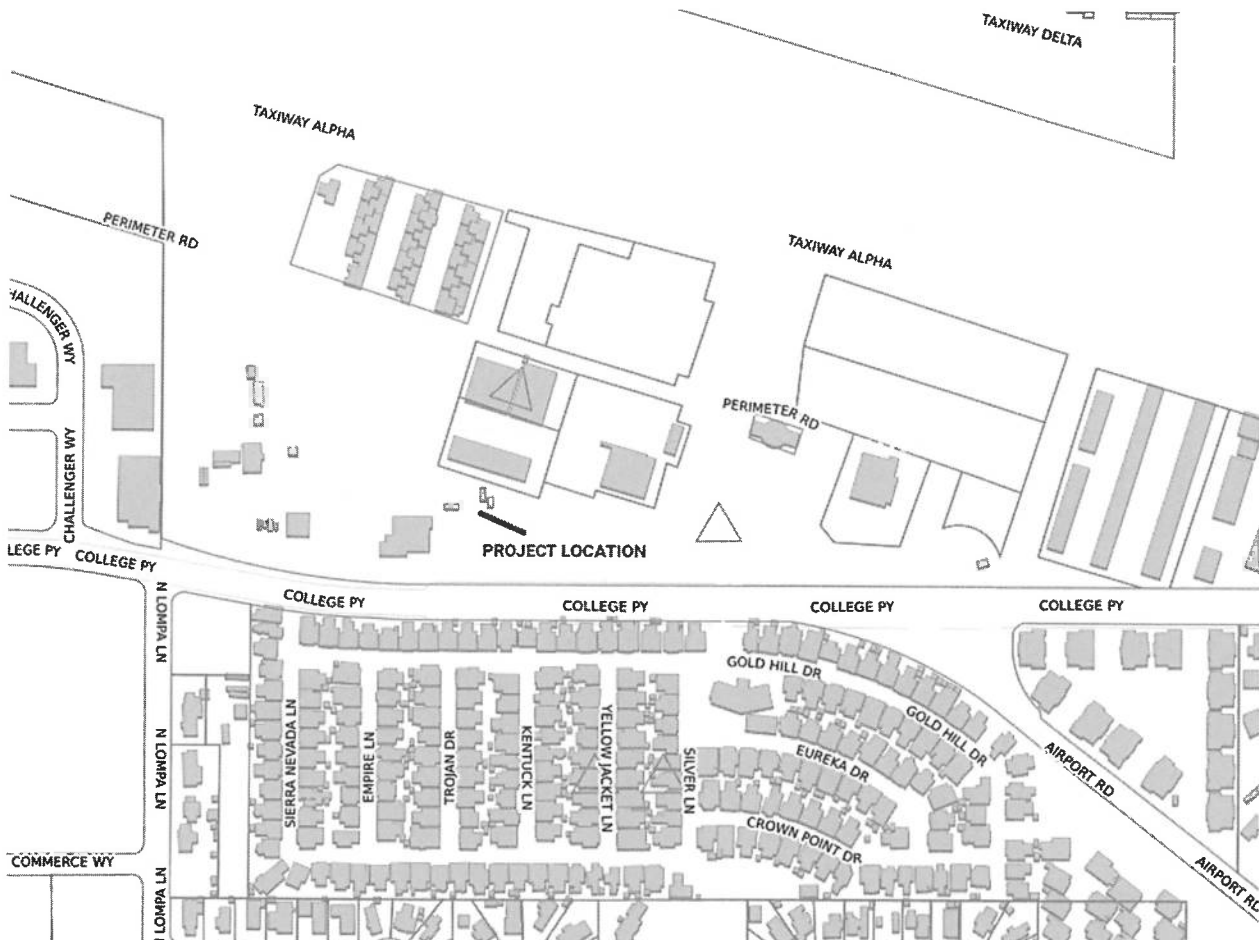 TAXIWAY DELTA
TAXIWAY ALPHA
PERIMETER RD
TAXIWAY ALPHA
HALLENGER WY
PERIMETER RD
CHALLENGER WY
PROJECT LOCATION
LEGE PY
COLLEGE PY
COLLEGE PY
COLLEGE PY
COLLEGE PY
COLLEGE PY
N LOMPA LN
GOLD HILL DR
SIERRA NEVADA LN
EMPIRE LN
TROJAN DR
KENTUCK LN
YELLOW JACKET LN
SILVER LN
GOLD HILL DR
EUREKA DR
AIRPORT RD
N LOMPA LN
CROWN POINT DR
COMMERCE WY
AIRPORT RD
N LOMPA LN